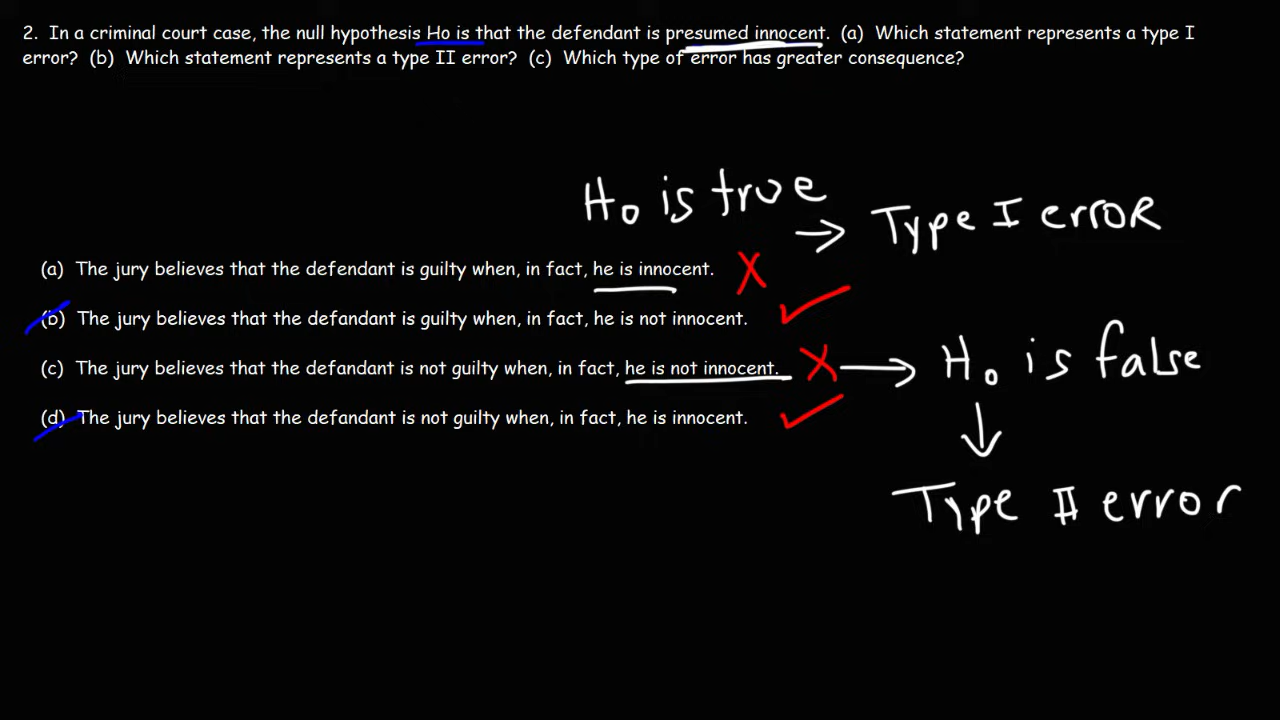 2. In a criminal court case, the null hypothesis Ho is that the defendant is presumed innocent. (a) Which statement represents a type I
error? (b) Which statement represents a type II error? (c) Which type of error has greater consequence?
Ho is true
→ Type I error
(a) The jury believes that the defendant is guilty when, in fact, he is innocent. X
(b) The jury believes that the defandant is guilty when, in fact, he is not innocent. ✓
(c) The jury believes that the defendant is not guilty when, in fact, he is not innocent. X → Ho is false
(d) The jury believes that the defandant is not guilty when, in fact, he is innocent. ✓
↓
Type II error